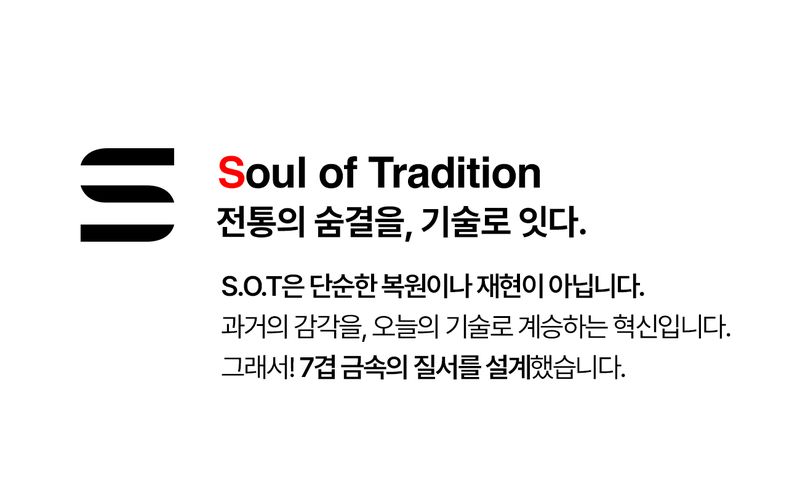 S
Soul of Tradition
전통의 숨결을, 기술로 잇다.
S.O.T은 단순한 복원이나 재현이 아닙니다.
과거의 감각을, 오늘의 기술로 계승하는 혁신입니다.
그래서! 7겹 금속의 질서를 설계했습니다.